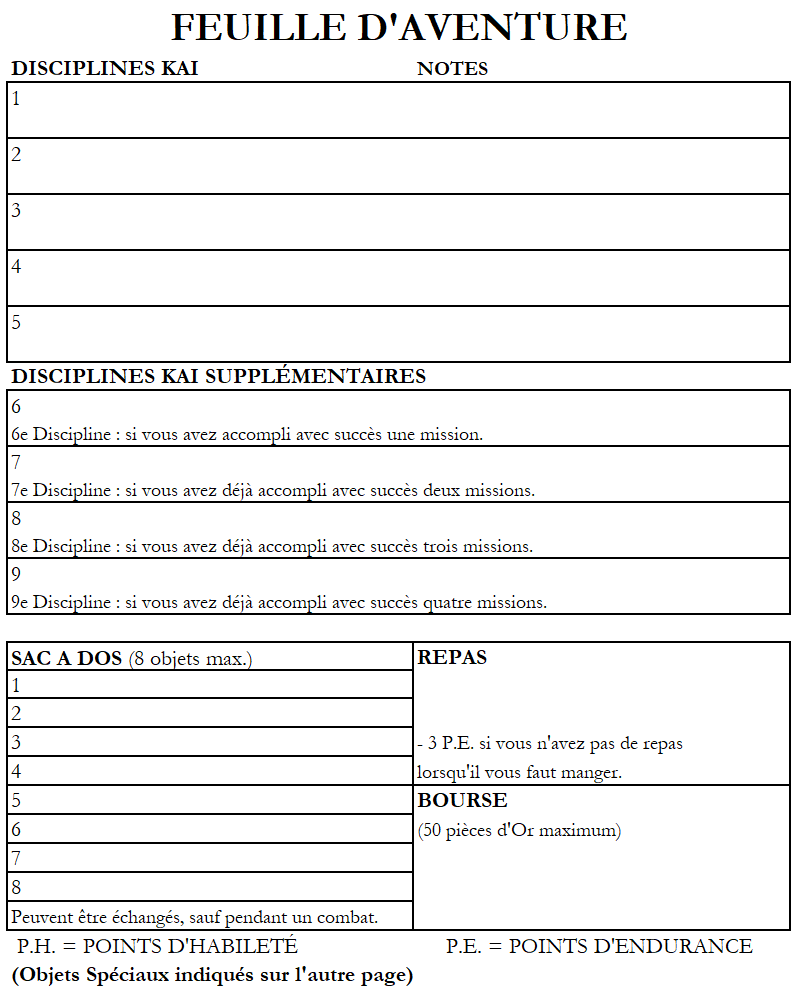 FEUILLE D'AVENTURE
DISCIPLINES KAI NOTES
1
2
3
4
5
DISCIPLINES KAI SUPPLÉMENTAIRES
6
6e Discipline : si vous avez accompli avec succès une mission.
7
7e Discipline : si vous avez déjà accompli avec succès deux missions.
8
8e Discipline : si vous avez déjà accompli avec succès trois missions.
9
9e Discipline : si vous avez déjà accompli avec succès quatre missions.
SAC A DOS (8 objets max.)
1
2
3
4
5
6
7
8
Peuvent être échangés, sauf pendant un combat.
REPAS
- 3 P.E. si vous n'avez pas de repas
lorsqu'il vous faut manger.
BOURSE
(50 pièces d'Or maximum)
P.H. = POINTS D'HABILETÉ P.E. = POINTS D'ENDURANCE
(Objets Spéciaux indiqués sur l'autre page)